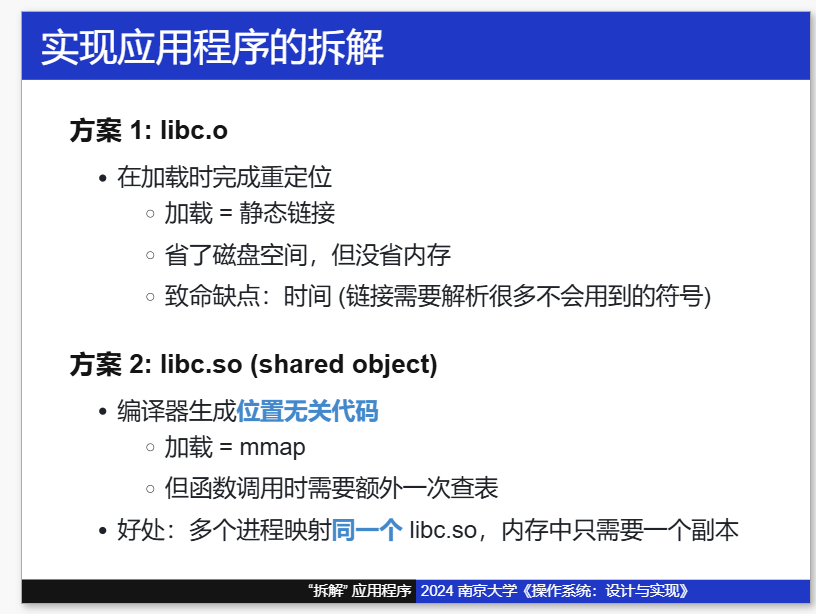 实现应用程序的拆解
方案 1: libc.o
• 在加载时完成重定位
◦ 加载 = 静态链接
◦ 省了磁盘空间，但没省内存
◦ 致命缺点：时间 (链接需要解析很多不会用到的符号)
方案 2: libc.so (shared object)
• 编译器生成位置无关代码
◦ 加载 = mmap
◦ 但函数调用时需要额外一次查表
• 好处：多个进程映射同一个 libc.so，内存中只需要一个副本
“拆解” 应用程序 2024 南京大学《操作系统：设计与实现》